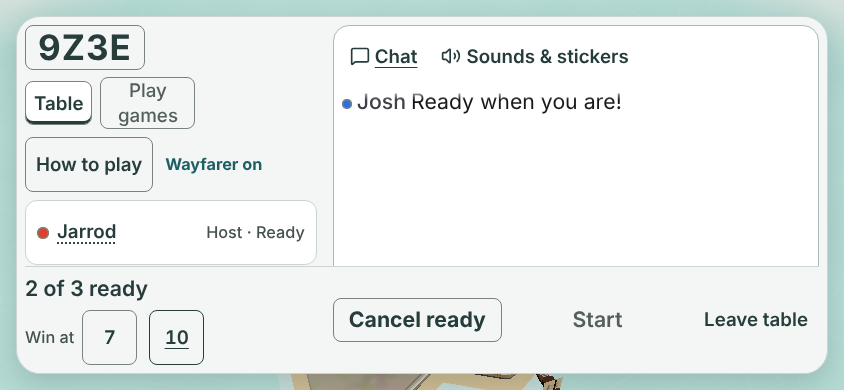 9Z3E
Table
Play
games
How to play
Wayfarer on
Jarrod
Host · Ready
Chat
Sounds & stickers
Josh Ready when you are!
2 of 3 ready
Win at
7
10
Cancel ready
Start
Leave table